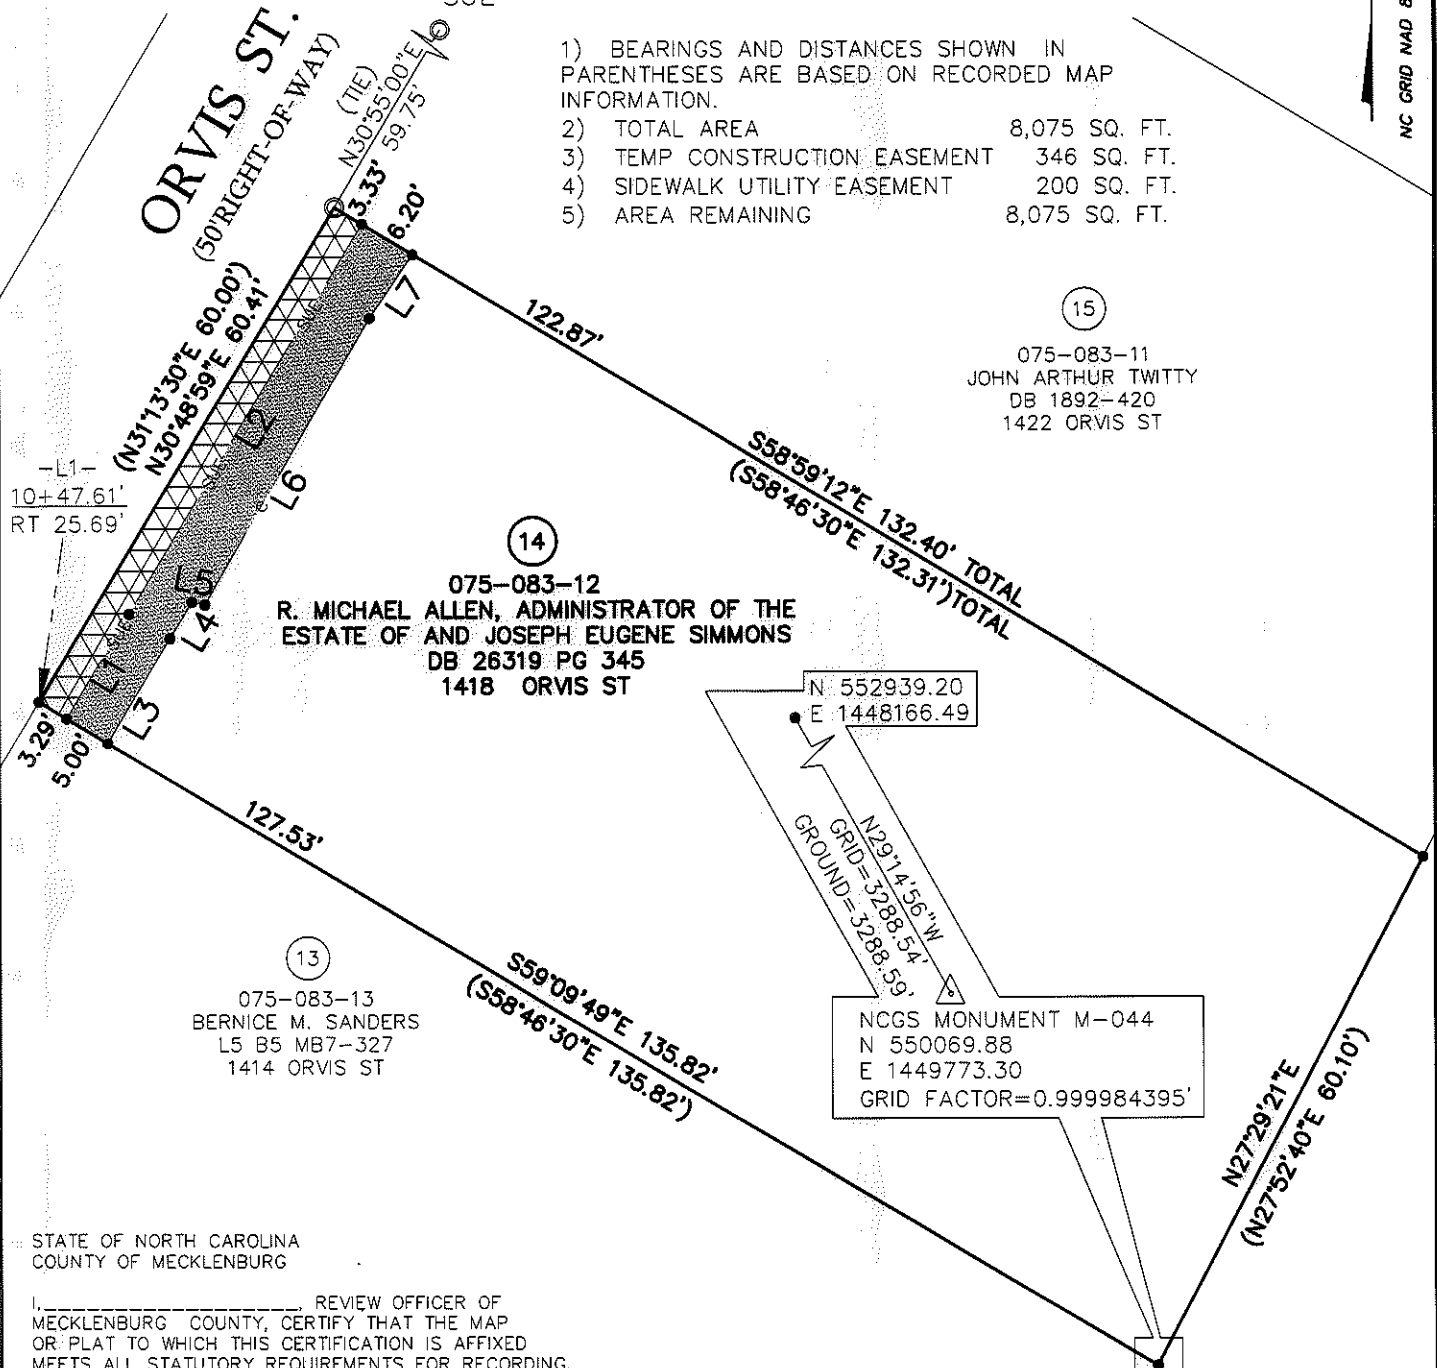 ORVIS ST.
(50'RIGHT-OF-WAY)
(TIE)
N30°55'00"E
59.75'
1) BEARINGS AND DISTANCES SHOWN IN
PARENTHESES ARE BASED ON RECORDED MAP
INFORMATION.
2) TOTAL AREA 8,075 SQ. FT.
3) TEMP CONSTRUCTION EASEMENT 346 SQ. FT.
4) SIDEWALK UTILITY EASEMENT 200 SQ. FT.
5) AREA REMAINING 8,075 SQ. FT.
NC GRID NAD 8
3.33'
6.20'
L7
(N31°13'30"E 60.00')
N30°48'59"E 60.41'
SUE
L2
SUE
L6
122.87'
15
075-083-11
JOHN ARTHUR TWITTY
DB 1892-420
1422 ORVIS ST
S58°59'12"E 132.40' TOTAL
(S58°46'30"E 132.31')TOTAL
-L1-
10+47.61'
RT 25.69'
14
075-083-12
R. MICHAEL ALLEN, ADMINISTRATOR OF THE
ESTATE OF AND JOSEPH EUGENE SIMMONS
DB 26319 PG 345
1418 ORVIS ST
L5
L4
SUE
L1
L3
3.29'
5.00'
127.53'
N 552939.20
E 1448166.49
N29°14'56"W
GRID=3288.54'
GROUND=3288.59'
13
075-083-13
BERNICE M. SANDERS
L5 B5 MB7-327
1414 ORVIS ST
S59°09'49"E 135.82'
(S58°46'30"E 135.82')
NCGS MONUMENT M-044
N 550069.88
E 1449773.30
GRID FACTOR=0.999984395'
N27°29'21"E
(N27°52'40"E 60.10')
STATE OF NORTH CAROLINA
COUNTY OF MECKLENBURG
I,____________________, REVIEW OFFICER OF
MECKLENBURG COUNTY, CERTIFY THAT THE MAP
OR PLAT TO WHICH THIS CERTIFICATION IS AFFIXED
MEETS ALL STATUTORY REQUIREMENTS FOR RECORDING.